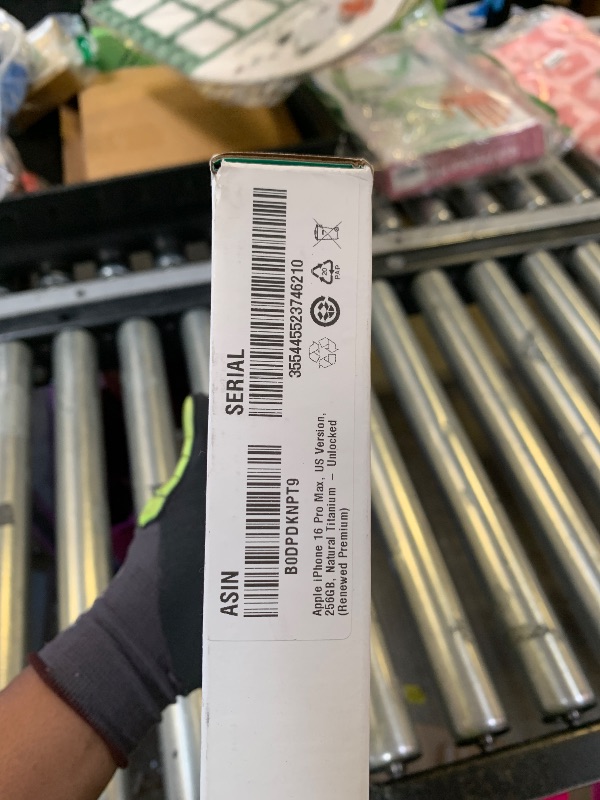 SERIAL
355445523746210
20
PAP
ASIN
B0DPDKNPT9
Apple iPhone 16 Pro Max, US Version,
256GB, Natural Titanium – Unlocked
(Renewed Premium)